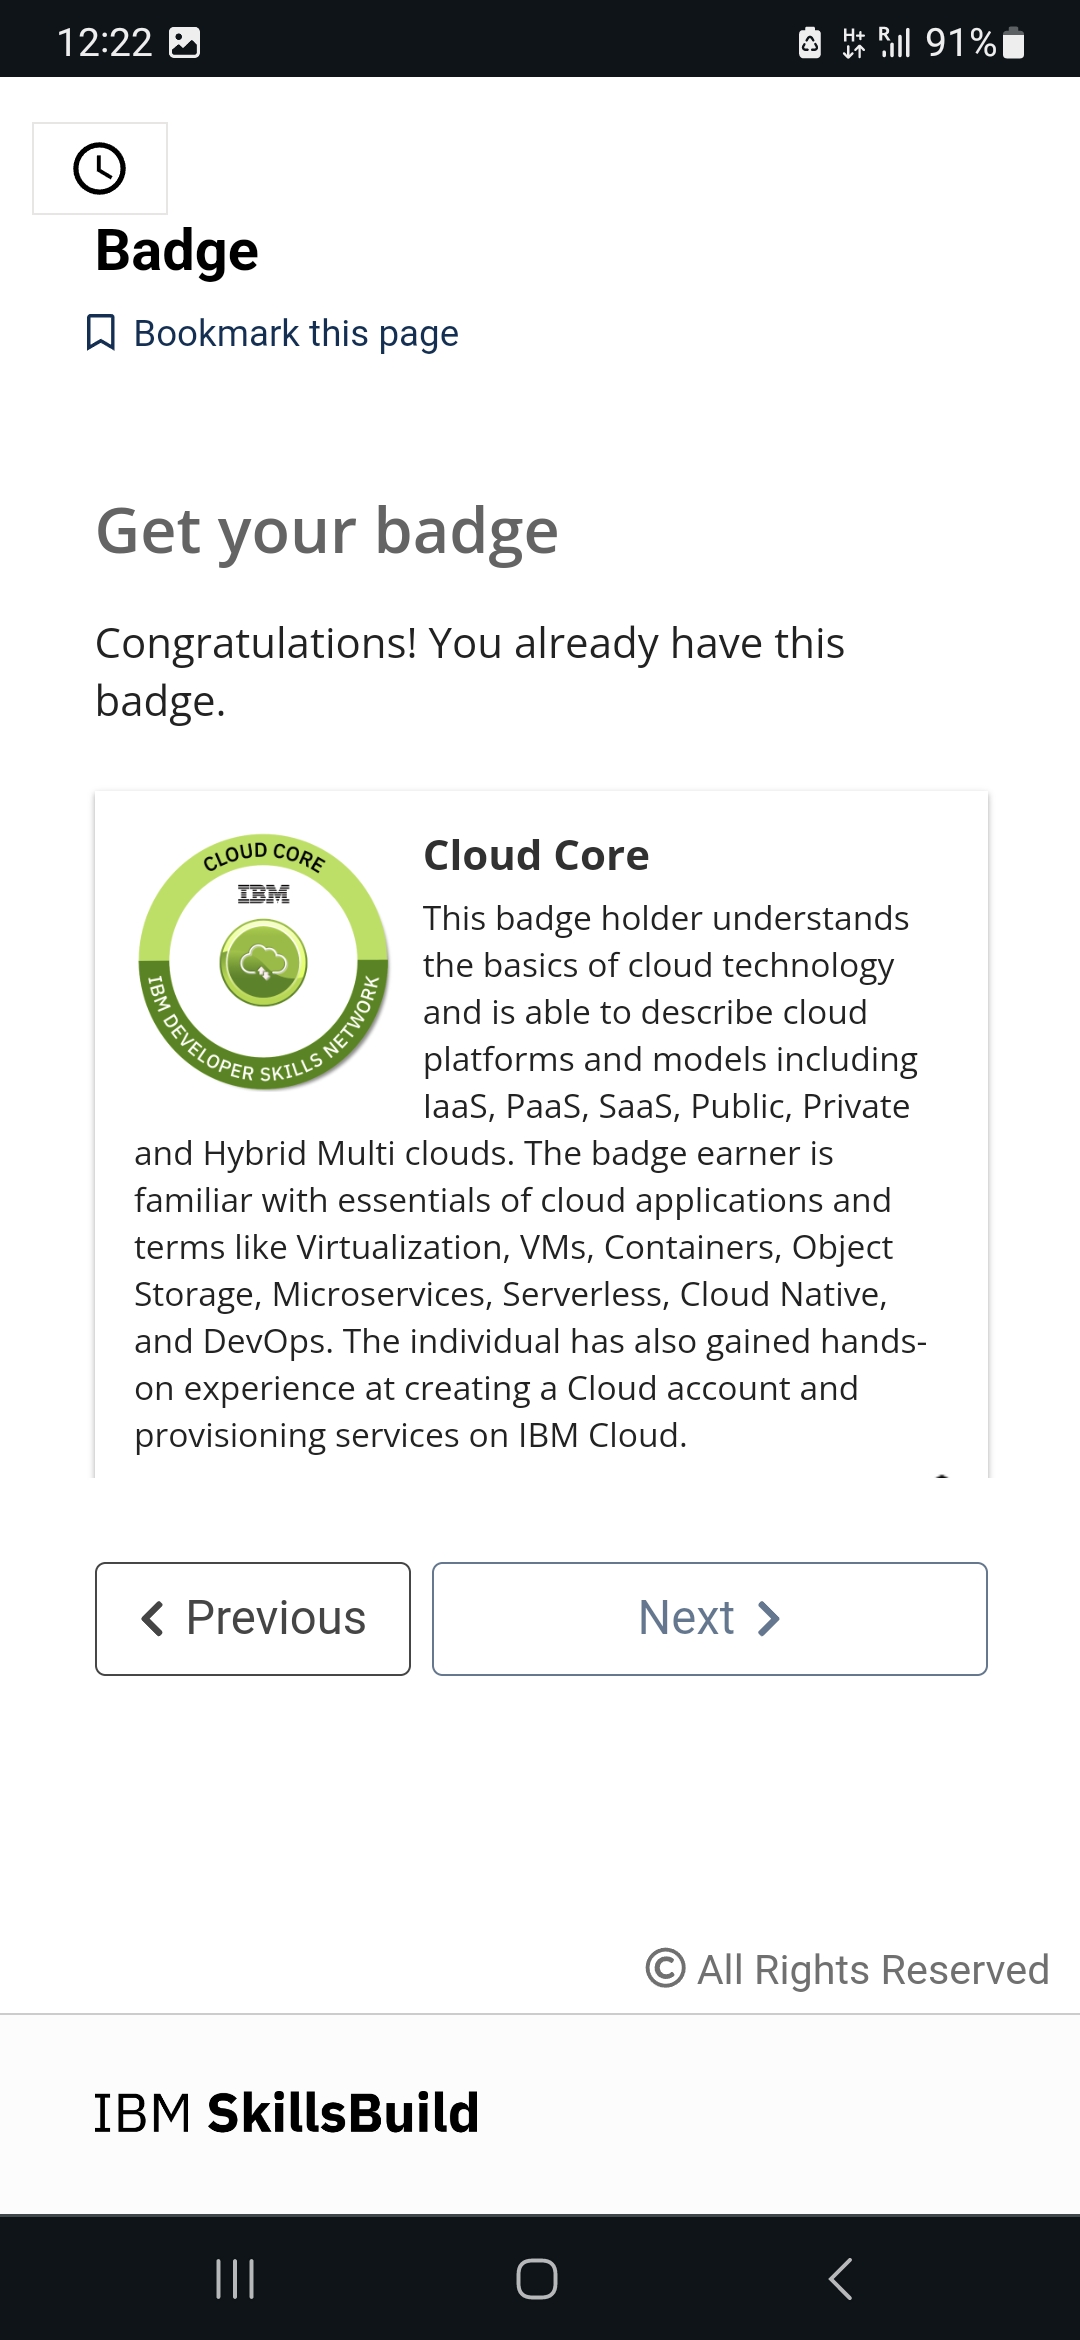 12:22
H+ R 91%
Badge
Bookmark this page
Get your badge
Congratulations! You already have this
badge.
CLOUD CORE
IBM
IBM DEVELOPER SKILLS NETWORK
Cloud Core
This badge holder understands
the basics of cloud technology
and is able to describe cloud
platforms and models including
IaaS, PaaS, SaaS, Public, Private
and Hybrid Multi clouds. The badge earner is
familiar with essentials of cloud applications and
terms like Virtualization, VMs, Containers, Object
Storage, Microservices, Serverless, Cloud Native,
and DevOps. The individual has also gained hands-
on experience at creating a Cloud account and
provisioning services on IBM Cloud.
Previous
Next
© All Rights Reserved
IBM SkillsBuild